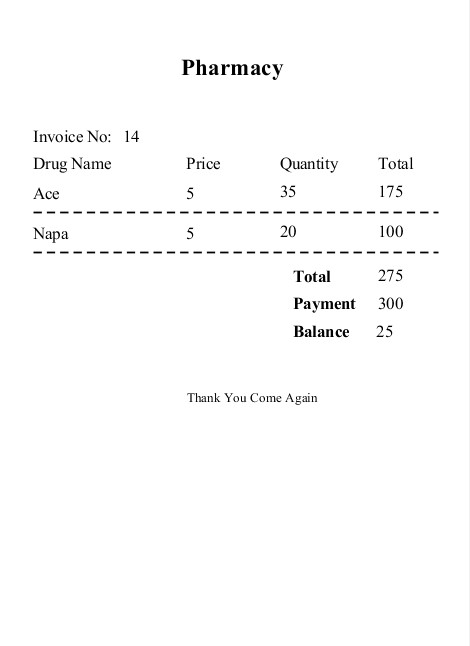 Pharmacy
Invoice No: 14
Drug Name Price Quantity Total
Ace 5 35 175
Napa 5 20 100
Total 275
Payment 300
Balance 25
Thank You Come Again